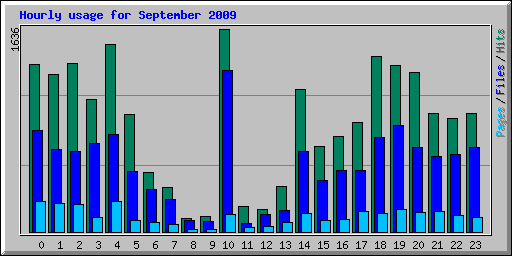 Hourly usage for September 2009
1636
Pages/Files/Hits
0 1 2 3 4 5 6 7 8 9 10 11 12 13 14 15 16 17 18 19 20 21 22 23